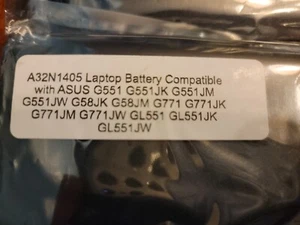 A32N1405 Laptop Battery Compatible
with ASUS G551 G551JK G551JM
G551JW G58JK G58JM G771 G771JK
G771JM G771JW GL551 GL551JK
GL551JW